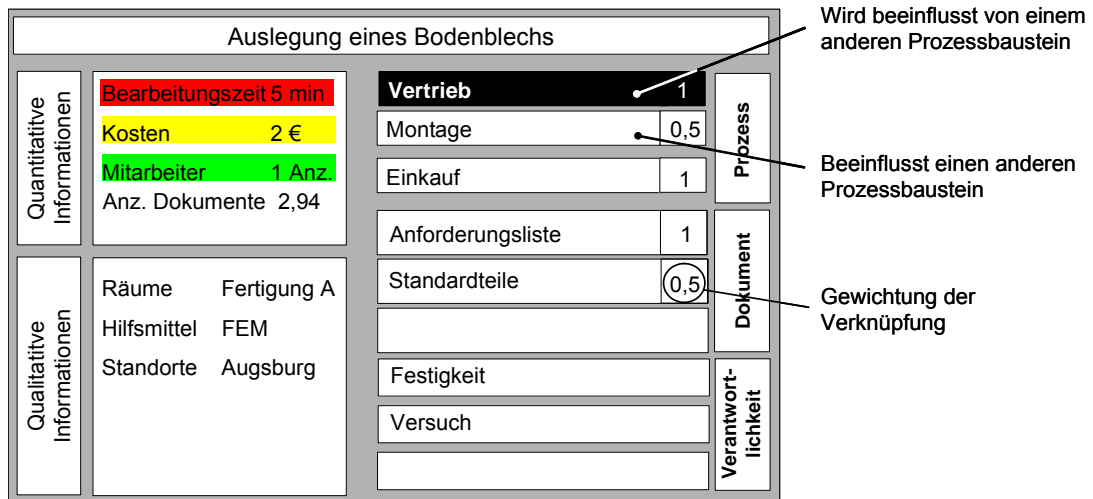 Auslegung eines Bodenblechs
Quantitatitve
Informationen
Bearbeitungszeit 5 min
Kosten 2 €
Mitarbeiter 1 Anz.
Anz. Dokumente 2,94
Qualitatitve
Informationen
Räume Fertigung A
Hilfsmittel FEM
Standorte Augsburg
Vertrieb 1
Montage 0,5
Einkauf 1
Prozess
Anforderungsliste 1
Standardteile 0,5
Dokument
Festigkeit
Versuch
Verantwort-
lichkeit
Wird beeinflusst von einem
anderen Prozessbaustein
Beeinflusst einen anderen
Prozessbaustein
Gewichtung der
Verknüpfung